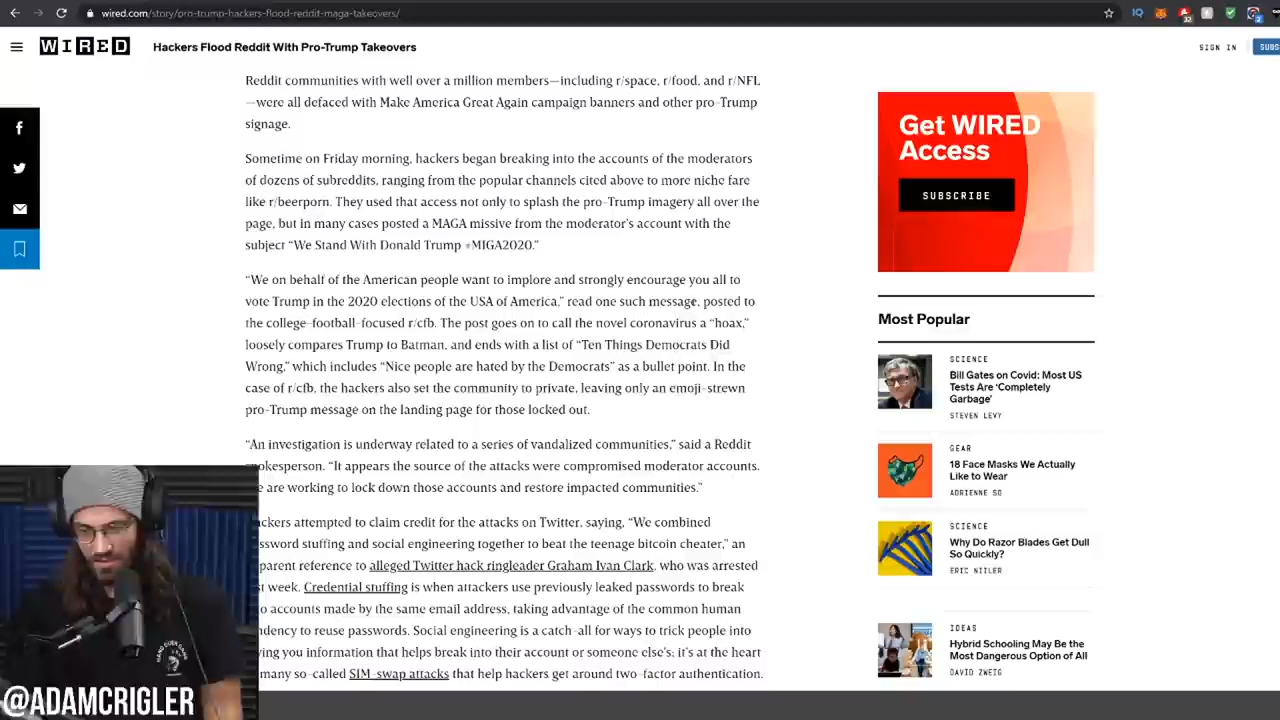 wired.com/story/pro-trump-hackers-flood-reddit-maga-takeovers/
32
2
WIRED
Hackers Flood Reddit With Pro-Trump Takeovers
SIGN IN
SUBS
Reddit communities with well over a million members—including r/space, r/food, and r/NFL
—were all defaced with Make America Great Again campaign banners and other pro-Trump
signage.
Sometime on Friday morning, hackers began breaking into the accounts of the moderators
of dozens of subreddits, ranging from the popular channels cited above to more niche fare
like r/beerporn. They used that access not only to splash the pro-Trump imagery all over the
page, but in many cases posted a MAGA missive from the moderator's account with the
subject “We Stand With Donald Trump #MIGA2020.”
“We on behalf of the American people want to implore and strongly encourage you all to
vote Trump in the 2020 elections of the USA of America,” read one such message, posted to
the college-football-focused r/cfb. The post goes on to call the novel coronavirus a “hoax,”
loosely compares Trump to Batman, and ends with a list of “Ten Things Democrats Did
Wrong,” which includes “Nice people are hated by the Democrats” as a bullet point. In the
case of r/cfb, the hackers also set the community to private, leaving only an emoji-strewn
pro-Trump message on the landing page for those locked out.
“An investigation is underway related to a series of vandalized communities,” said a Reddit
okesperson. “It appears the source of the attacks were compromised moderator accounts.
e are working to lock down those accounts and restore impacted communities.”
ackers attempted to claim credit for the attacks on Twitter, saying, “We combined
ssword stuffing and social engineering together to beat the teenage bitcoin cheater,” an
parent reference to alleged Twitter hack ringleader Graham Ivan Clark, who was arrested
t week. Credential stuffing is when attackers use previously leaked passwords to break
o accounts made by the same email address, taking advantage of the common human
ndency to reuse passwords. Social engineering is a catch-all for ways to trick people into
ving you information that helps break into their account or someone else's; it's at the heart
many so-called SIM-swap attacks that help hackers get around two-factor authentication.
Get WIRED
Access
SUBSCRIBE
Most Popular
SCIENCE
Bill Gates on Covid: Most US
Tests Are ‘Completely
Garbage’
STEVEN LEVY
GEAR
18 Face Masks We Actually
Like to Wear
ADRIENNE SO
SCIENCE
Why Do Razor Blades Get Dull
So Quickly?
ERIC NIILER
IDEAS
Hybrid Schooling May Be the
Most Dangerous Option of All
DAVID ZWEIG
@ADAMCRIGLER